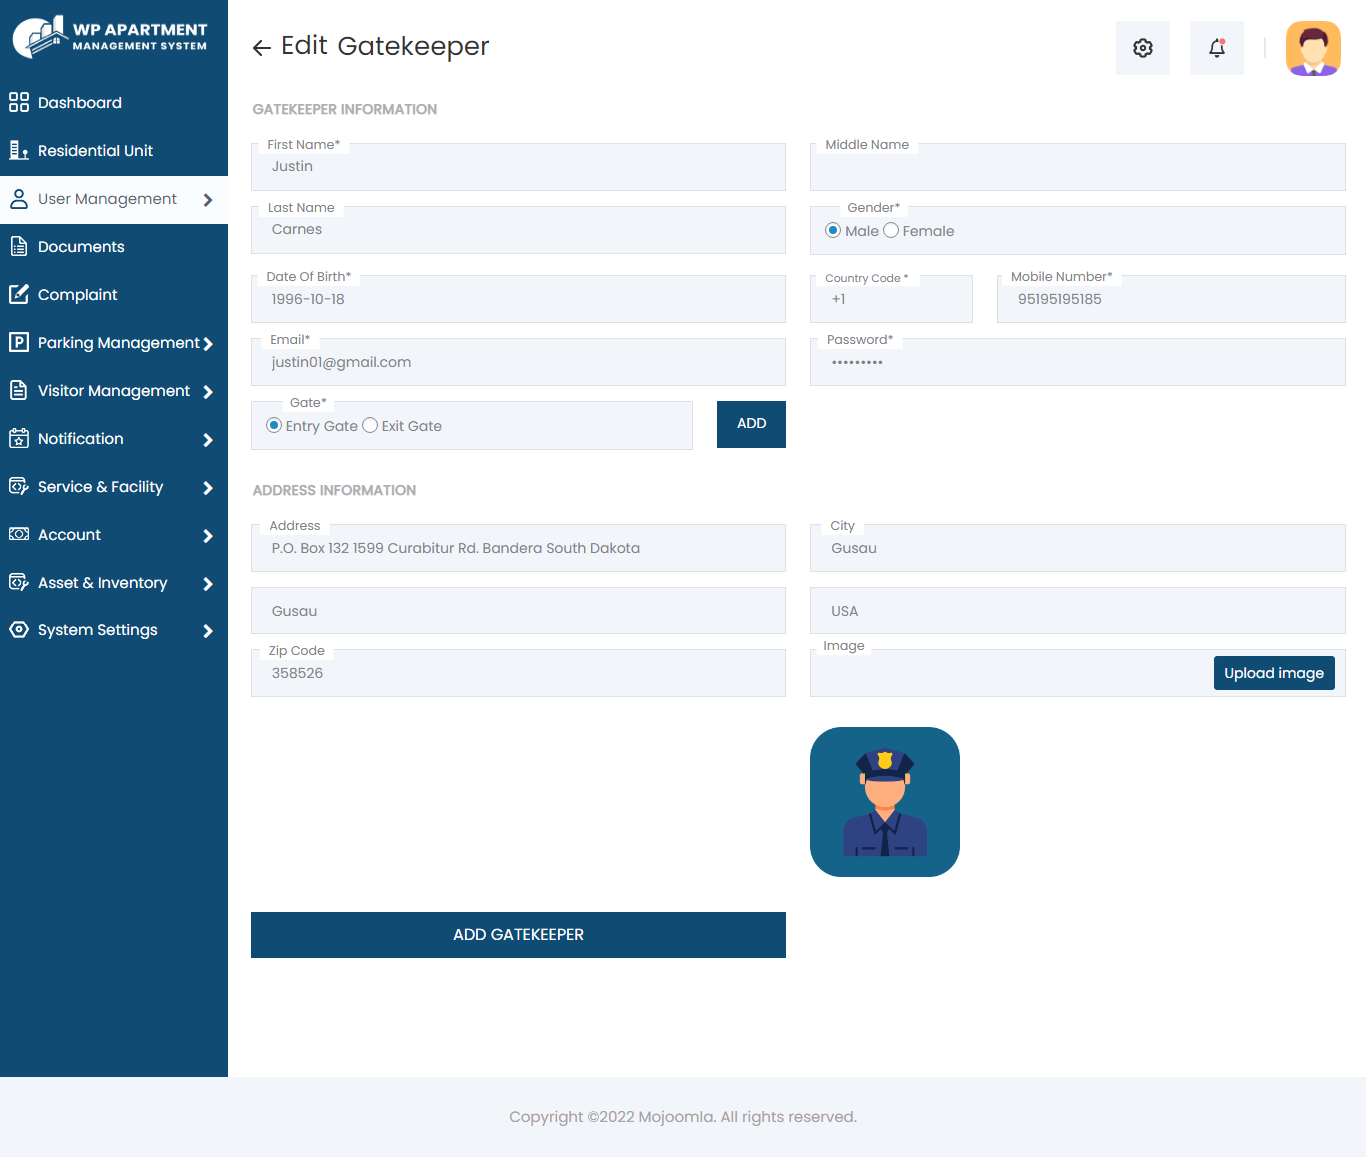 WP APARTMENT
MANAGEMENT SYSTEM
Dashboard
Residential Unit
User Management
Documents
Complaint
Parking Management
Visitor Management
Notification
Service & Facility
Account
Asset & Inventory
System Settings
Edit Gatekeeper
GATEKEEPER INFORMATION
First Name*
Justin
Middle Name
Last Name
Carnes
Gender*
Male Female
Date Of Birth*
1996-10-18
Country Code *
+1
Mobile Number*
95195195185
Email*
justin01@gmail.com
Password*
•••••••••
Gate*
Entry Gate Exit Gate
ADD
ADDRESS INFORMATION
Address
P.O. Box 132 1599 Curabitur Rd. Bandera South Dakota
City
Gusau
Gusau
USA
Zip Code
358526
Image
Upload image
ADD GATEKEEPER
Copyright ©2022 Mojoomla. All rights reserved.